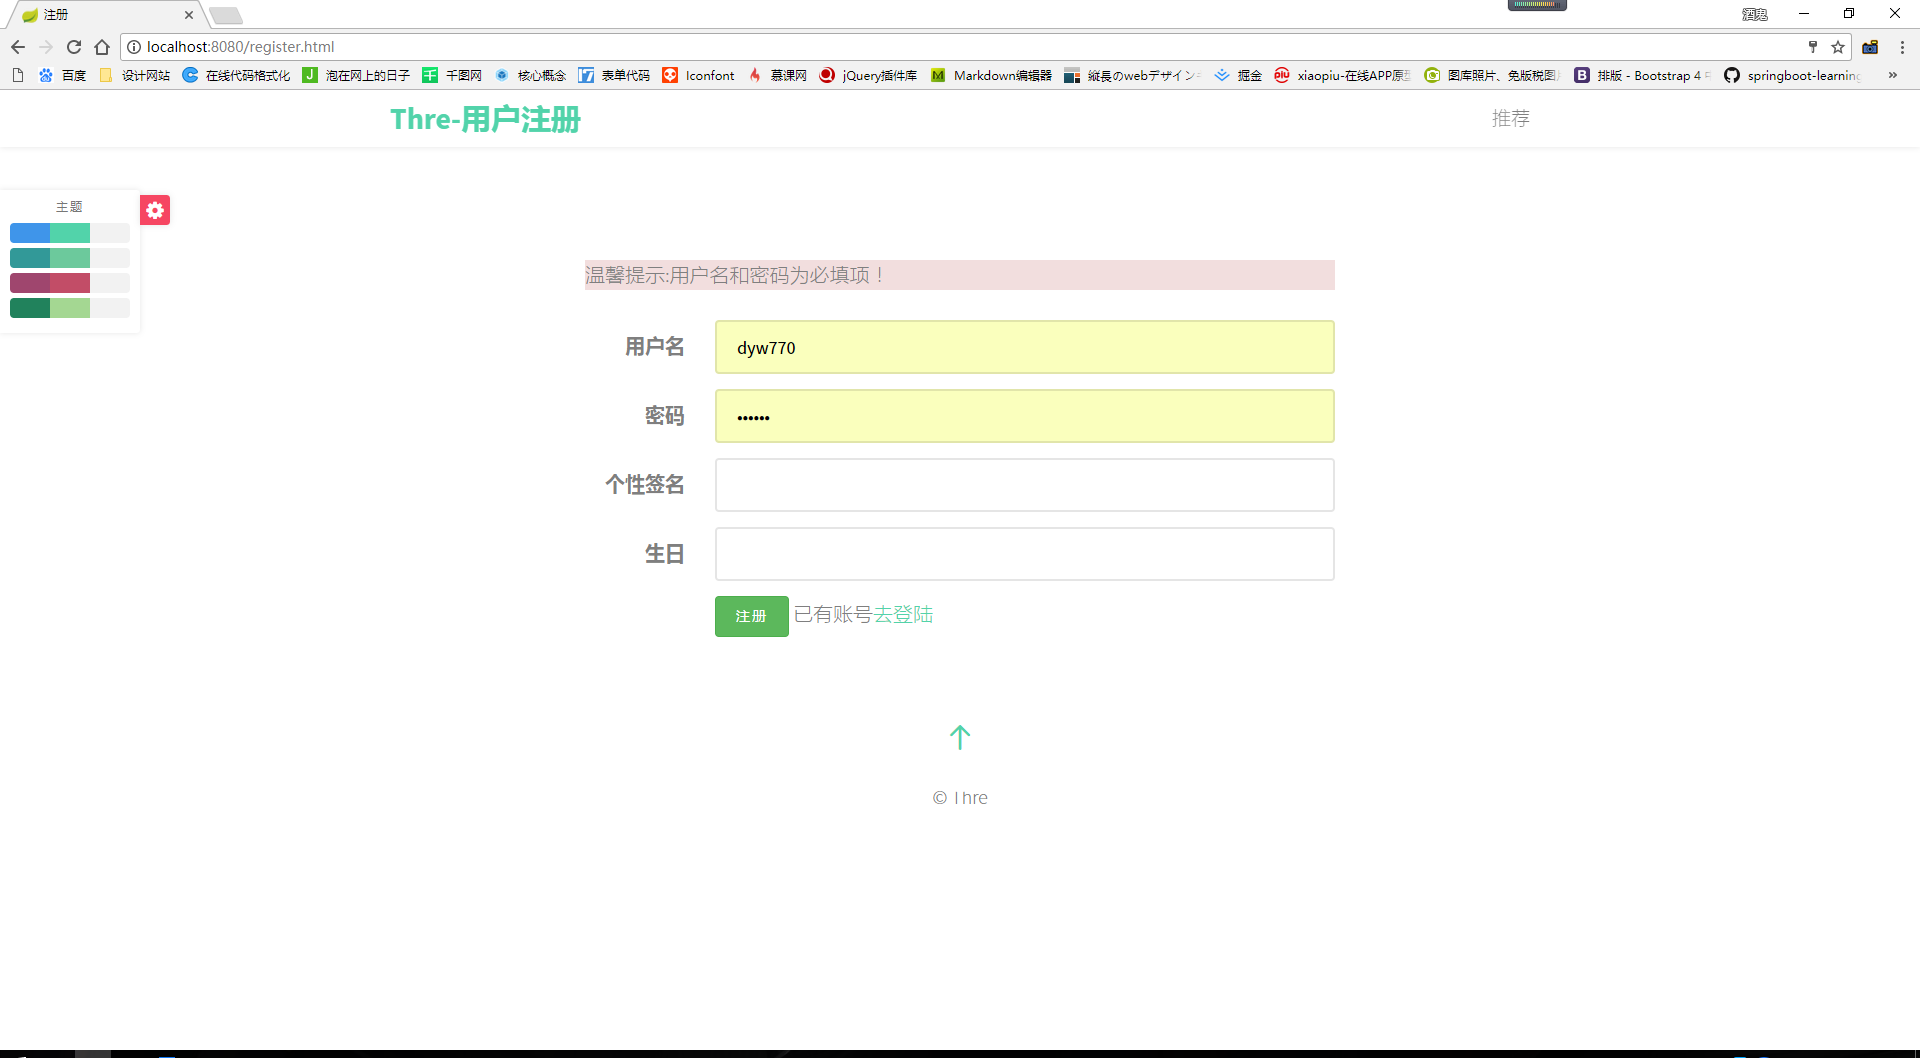 注册
酒鬼
localhost:8080/register.html
百度 设计网站 在线代码格式化 泡在网上的日子 千图网 核心概念 表单代码 Iconfont 慕课网 jQuery插件库 Markdown编辑器 縦長のwebデザイン xiaopiu-在线APP原型 图库照片、免版税图 排版 - Bootstrap 4 springboot-learning »
Thre-用户注册 推荐
主题
温馨提示:用户名和密码为必填项！
用户名 dyw770
密码 ••••••
个性签名
生日
注册 已有账号去登陆
© Thre